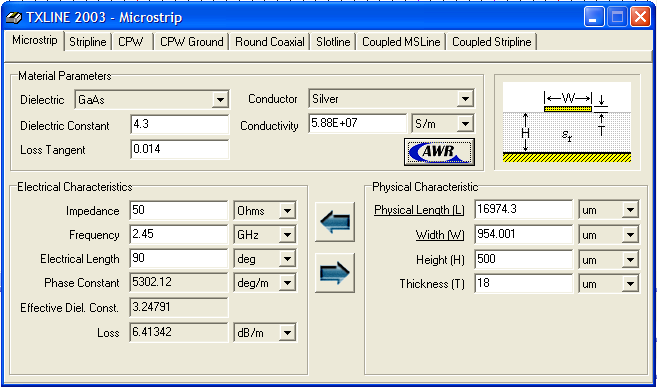 TXLINE 2003 - Microstrip
Microstrip Stripline CPW CPW Ground Round Coaxial Slotline Coupled MSLine Coupled Stripline
Material Parameters
Dielectric GaAs Conductor Silver
Dielectric Constant 4.3 Conductivity 5.88E+07 S/m
Loss Tangent 0.014
AWR
W
H
εr
T
Electrical Characteristics
Impedance 50 Ohms
Frequency 2.45 GHz
Electrical Length 90 deg
Phase Constant 5302.12 deg/m
Effective Diel. Const. 3.24791
Loss 6.41342 dB/m
Physical Characteristic
Physical Length (L) 16974.3 um
Width (W) 954.001 um
Height (H) 500 um
Thickness (T) 18 um